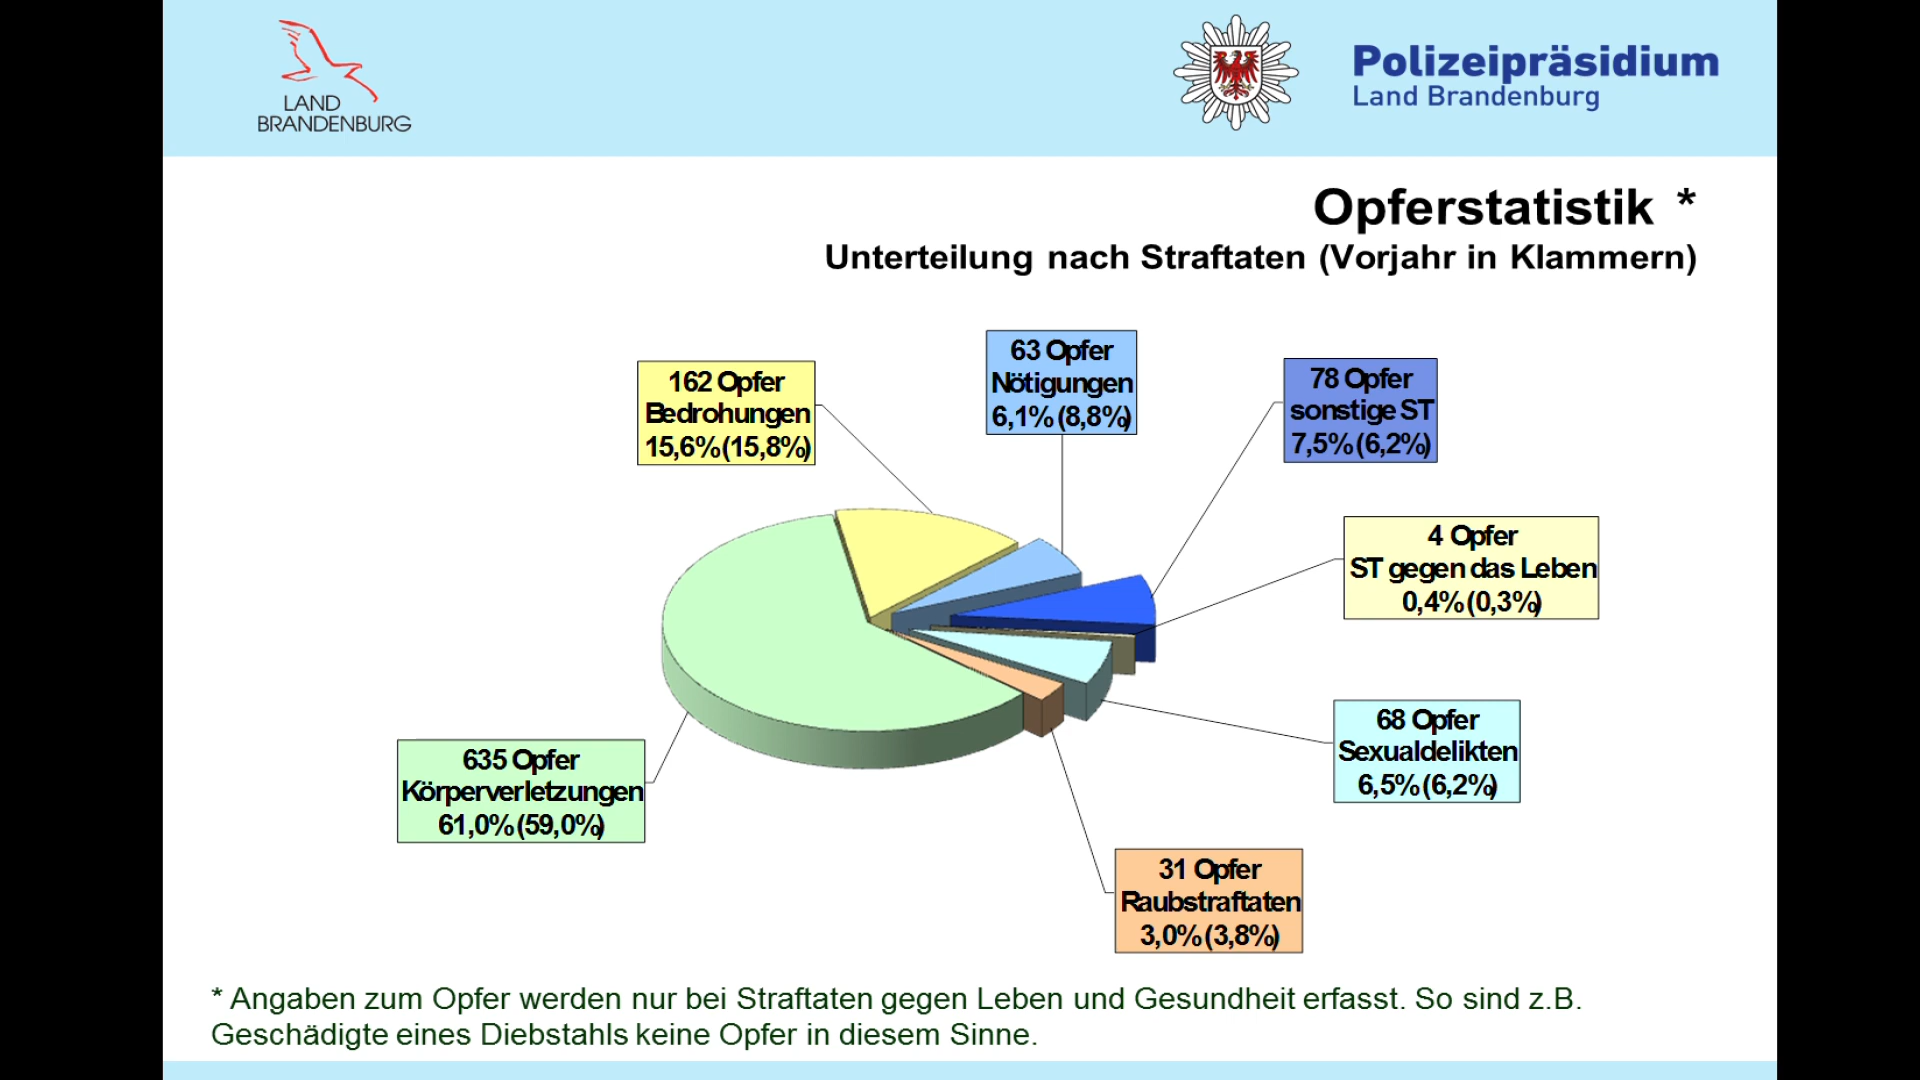 LAND
BRANDENBURG
Polizeipräsidium
Land Brandenburg
Opferstatistik *
Unterteilung nach Straftaten (Vorjahr in Klammern)
162 Opfer
Bedrohungen
15,6% (15,8%)
63 Opfer
Nötigungen
6,1% (8,8%)
78 Opfer
sonstige ST
7,5% (6,2%)
4 Opfer
ST gegen das Leben
0,4% (0,3%)
68 Opfer
Sexualdelikten
6,5% (6,2%)
635 Opfer
Körperverletzungen
61,0% (59,0%)
31 Opfer
Raubstraftaten
3,0% (3,8%)
* Angaben zum Opfer werden nur bei Straftaten gegen Leben und Gesundheit erfasst. So sind z.B.
Geschädigte eines Diebstahls keine Opfer in diesem Sinne.